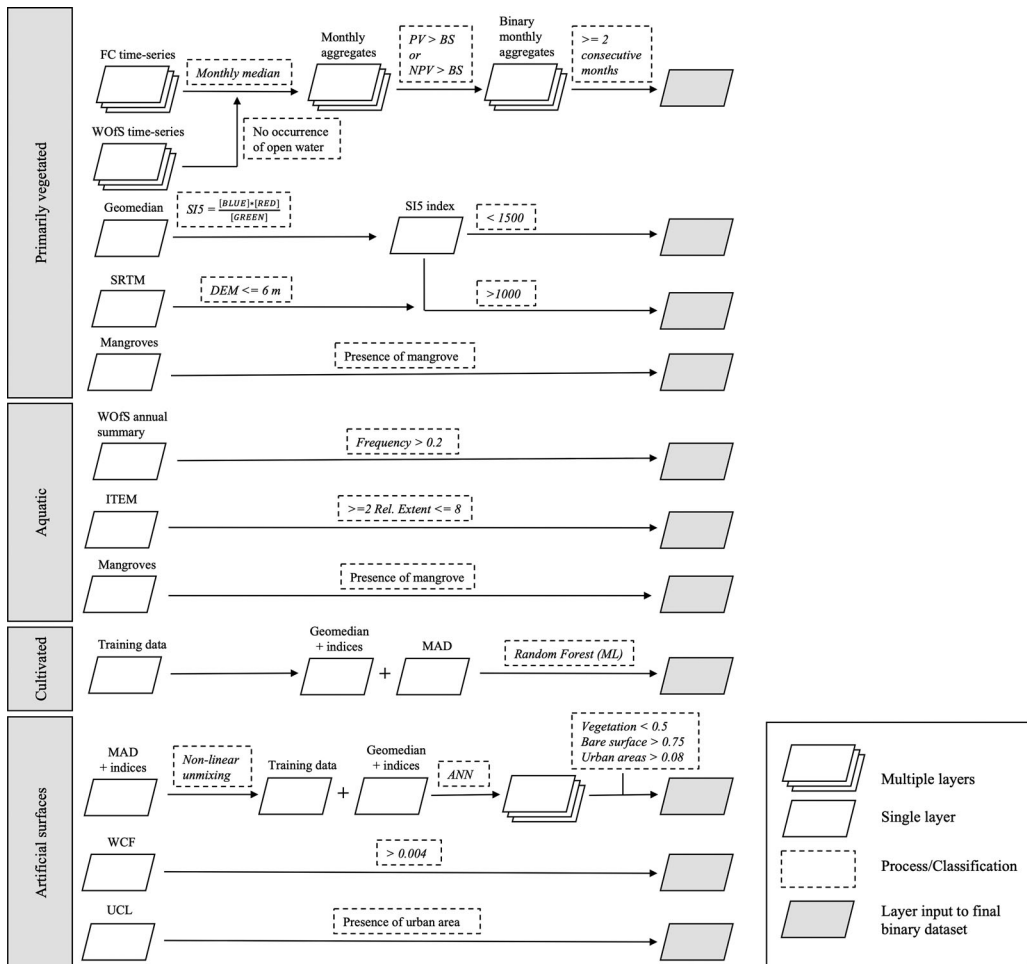 Primarily vegetated
FC time-series
Monthly median
Monthly
aggregates
PV > BS
or
NPV > BS
Binary
monthly
aggregates
>= 2
consecutive
months
WOfS time-series
No occurrence
of open water
Geomedian
SI5 = [BLUE]*[RED] / [GREEN]
SI5 index
< 1500
SRTM
DEM <= 6 m
>1000
Mangroves
Presence of mangrove
Aquatic
WOfS annual
summary
Frequency > 0.2
ITEM
>=2 Rel. Extent <= 8
Mangroves
Presence of mangrove
Cultivated
Training data
Geomedian
+ indices
+
MAD
Random Forest (ML)
Artificial surfaces
MAD
+ indices
Non-linear
unmixing
Training data
+
Geomedian
+ indices
ANN
Vegetation < 0.5
Bare surface > 0.75
Urban areas > 0.08
WCF
> 0.004
UCL
Presence of urban area
Multiple layers
Single layer
Process/Classification
Layer input to final
binary dataset